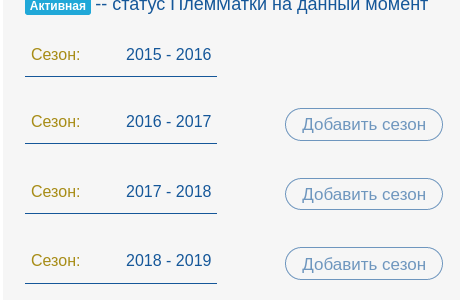 Активная -- статус ПлемМатки на данный момент
Сезон: 2015 - 2016
Сезон: 2016 - 2017 Добавить сезон
Сезон: 2017 - 2018 Добавить сезон
Сезон: 2018 - 2019 Добавить сезон